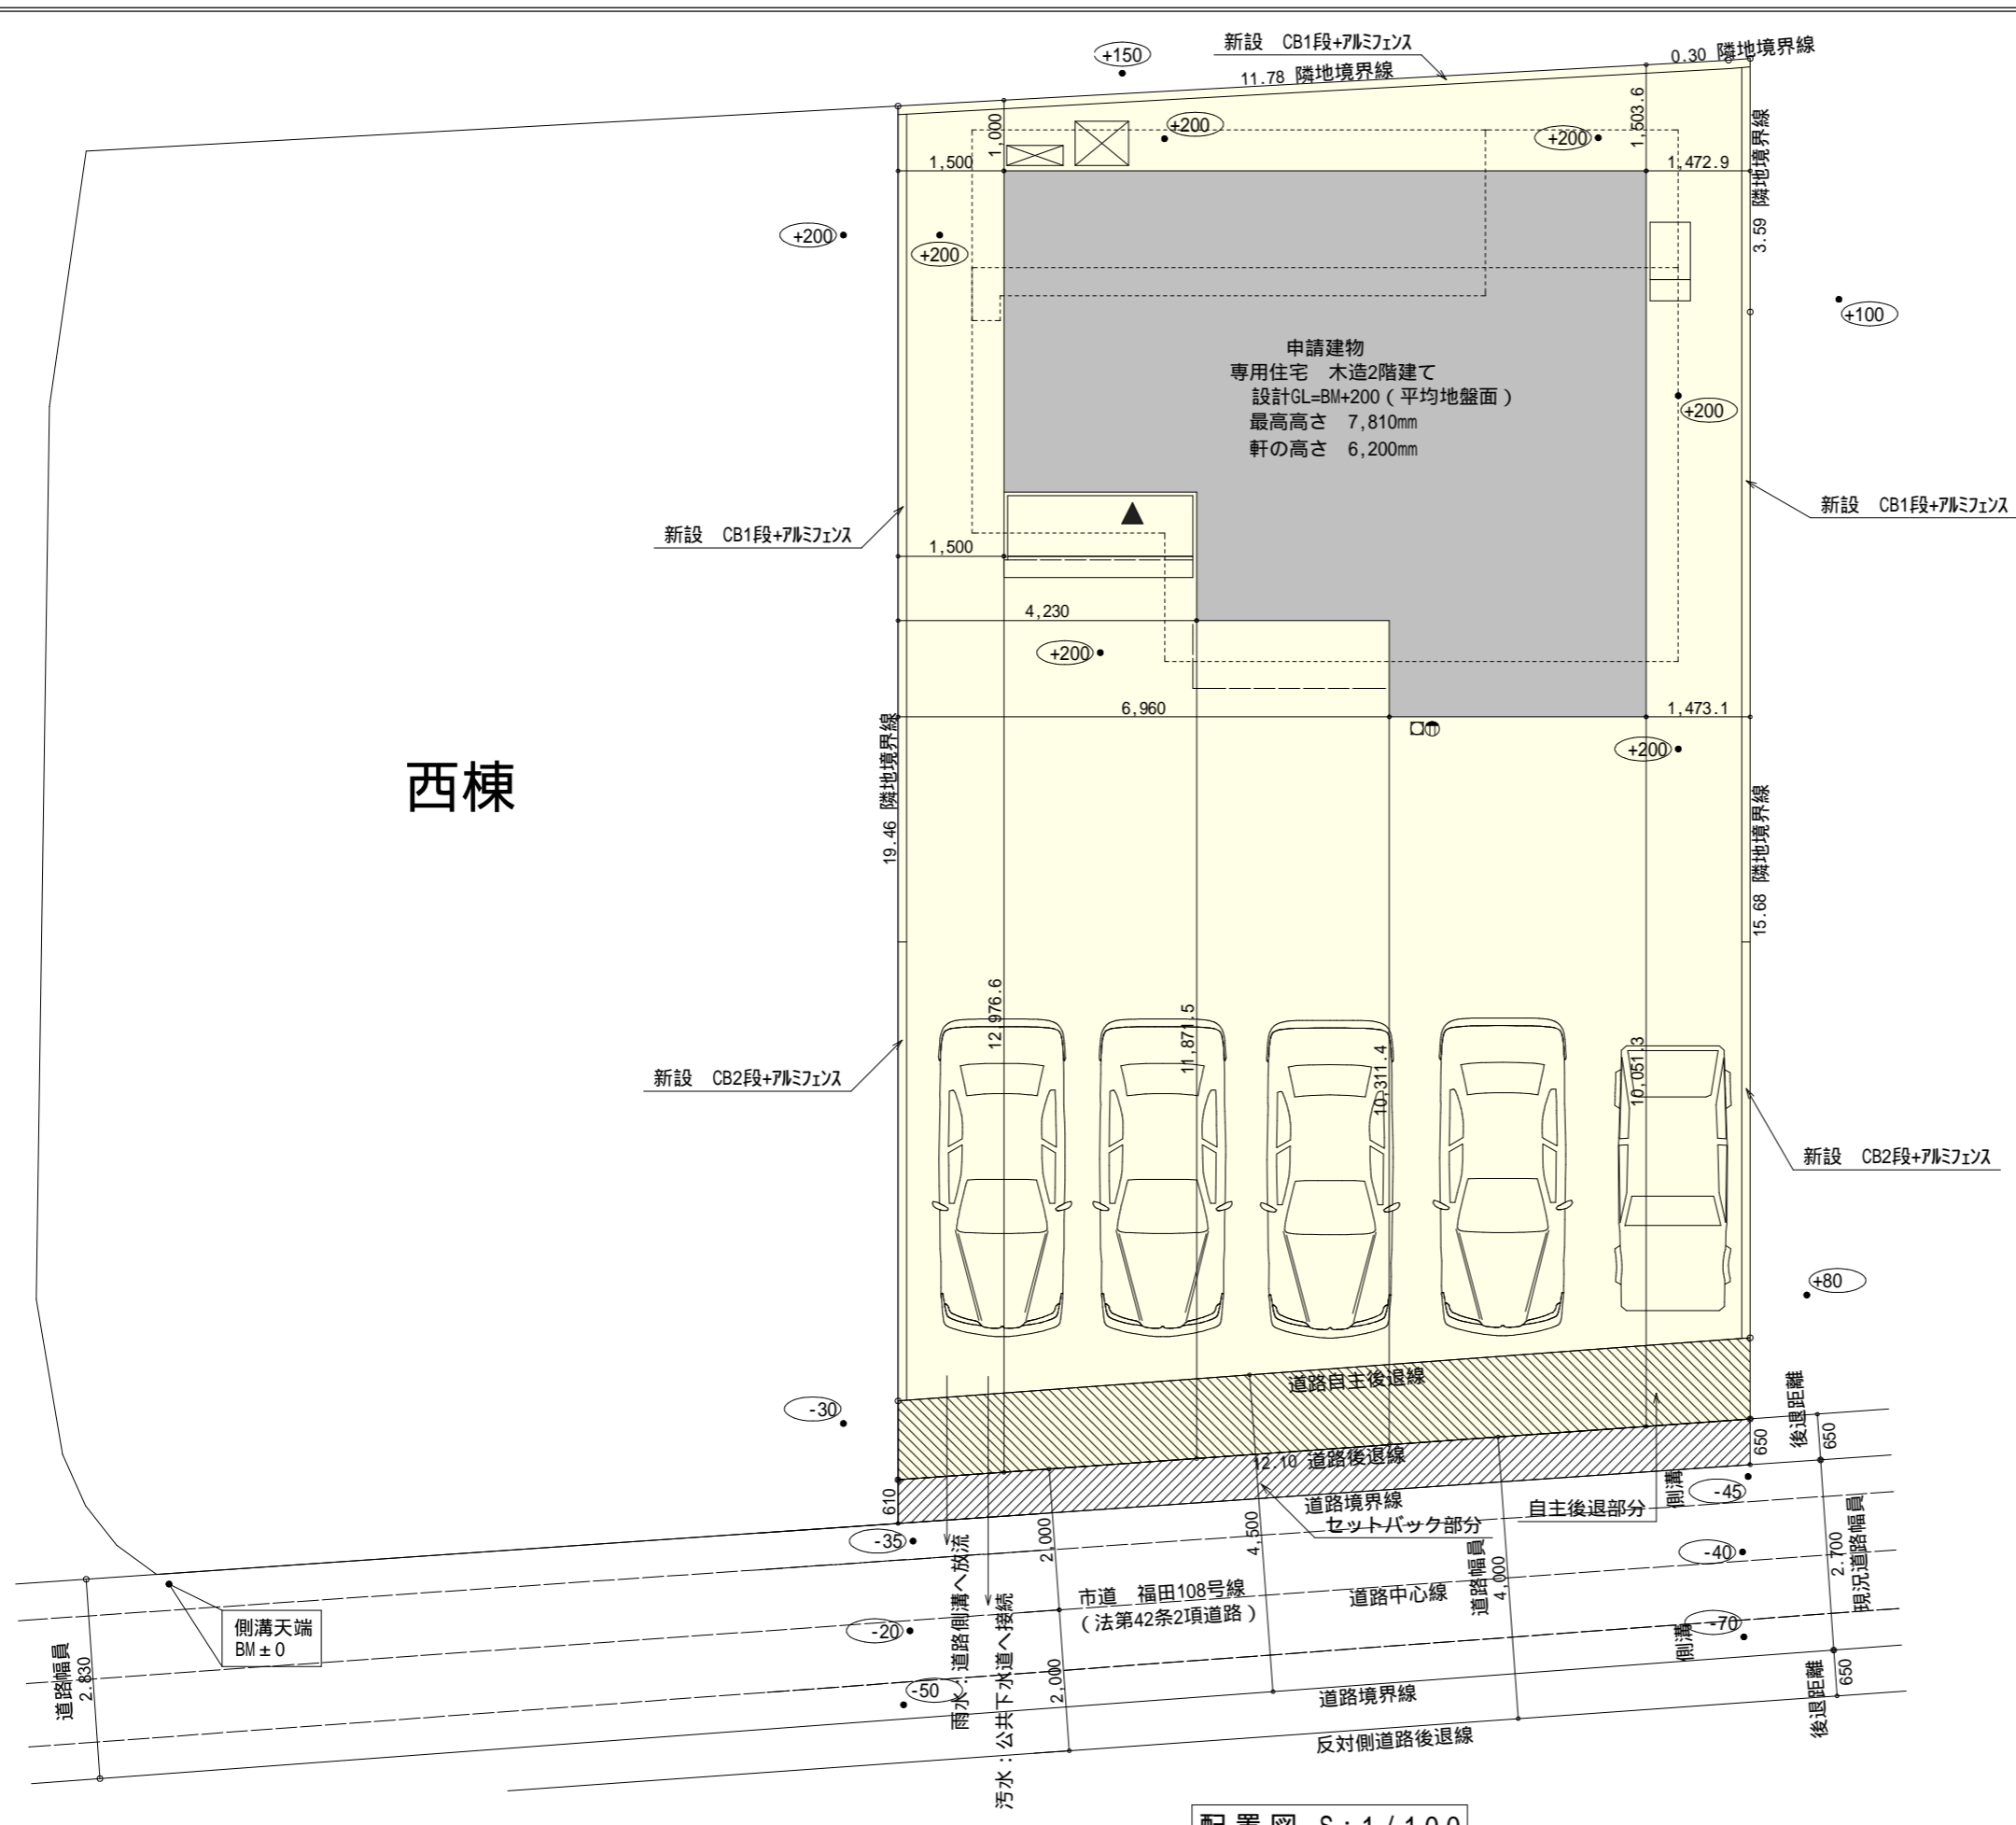 新設 CB1段+アルミフェンス
0.30 隣地境界線
+150
11.78 隣地境界線
1,503.6
1,000
+200
+200
3.59 隣地境界線
1,500
1,472.9
+200
+200
+100
申請建物
専用住宅 木造2階建て
設計GL=BM+200(平均地盤面)
最高高さ 7,810mm
軒の高さ 6,200mm
+200
新設 CB1段+アルミフェンス
新設 CB1段+アルミフェンス
1,500
4,230
+200
6,960
1,473.1
+200
19.46 隣地境界線
西棟
15.68 隣地境界線
12,976.6
11,871.5
10,311.4
10,051.3
新設 CB2段+アルミフェンス
新設 CB2段+アルミフェンス
+80
道路自主後退線
-30
後退距離
650
650
12.10 道路後退線
610
道路境界線
セットバック部分
自主後退部分
側溝
-45
-35
雨水:道路側溝へ放流
2,000
4,500
道路幅員
4,000
-40
2.700
現況道路幅員
市道 福田108号線
(法第42条2項道路)
道路中心線
側溝天端
BM±0
-20
汚水:公共下水道へ接続
-70
側溝
道路幅員
2.830
-50
2,000
道路境界線
後退距離
650
反対側道路後退線
配置図 S:1/100